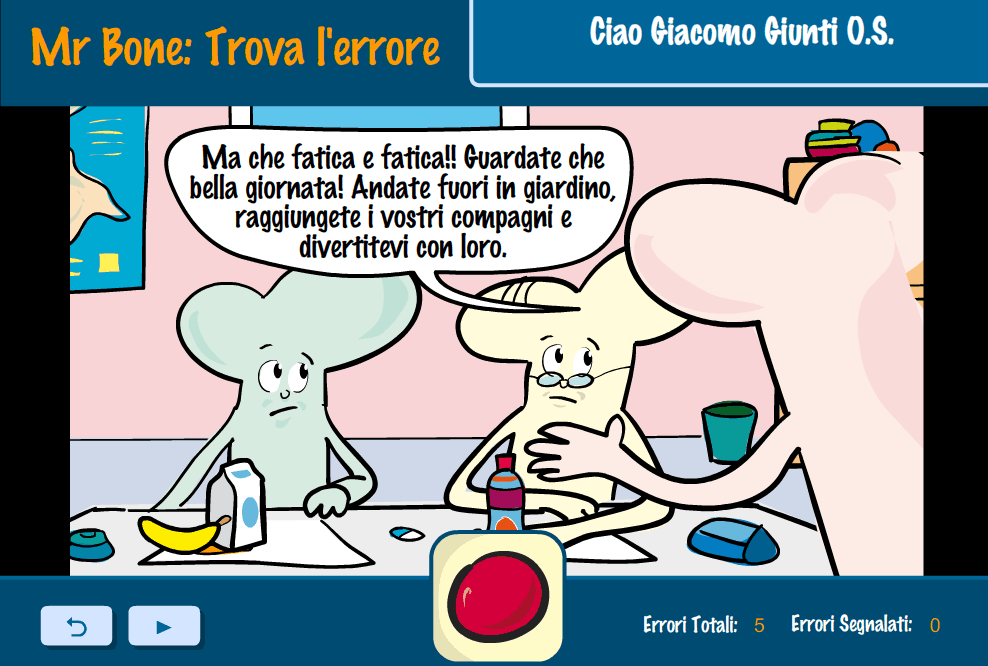 Mr Bone: Trova l'errore
Ciao Giacomo Giunti O.S.
Ma che fatica e fatica!! Guardate che
bella giornata! Andate fuori in giardino,
raggiungete i vostri compagni e
divertitevi con loro.
Errori Totali: 5 Errori Segnalati: 0